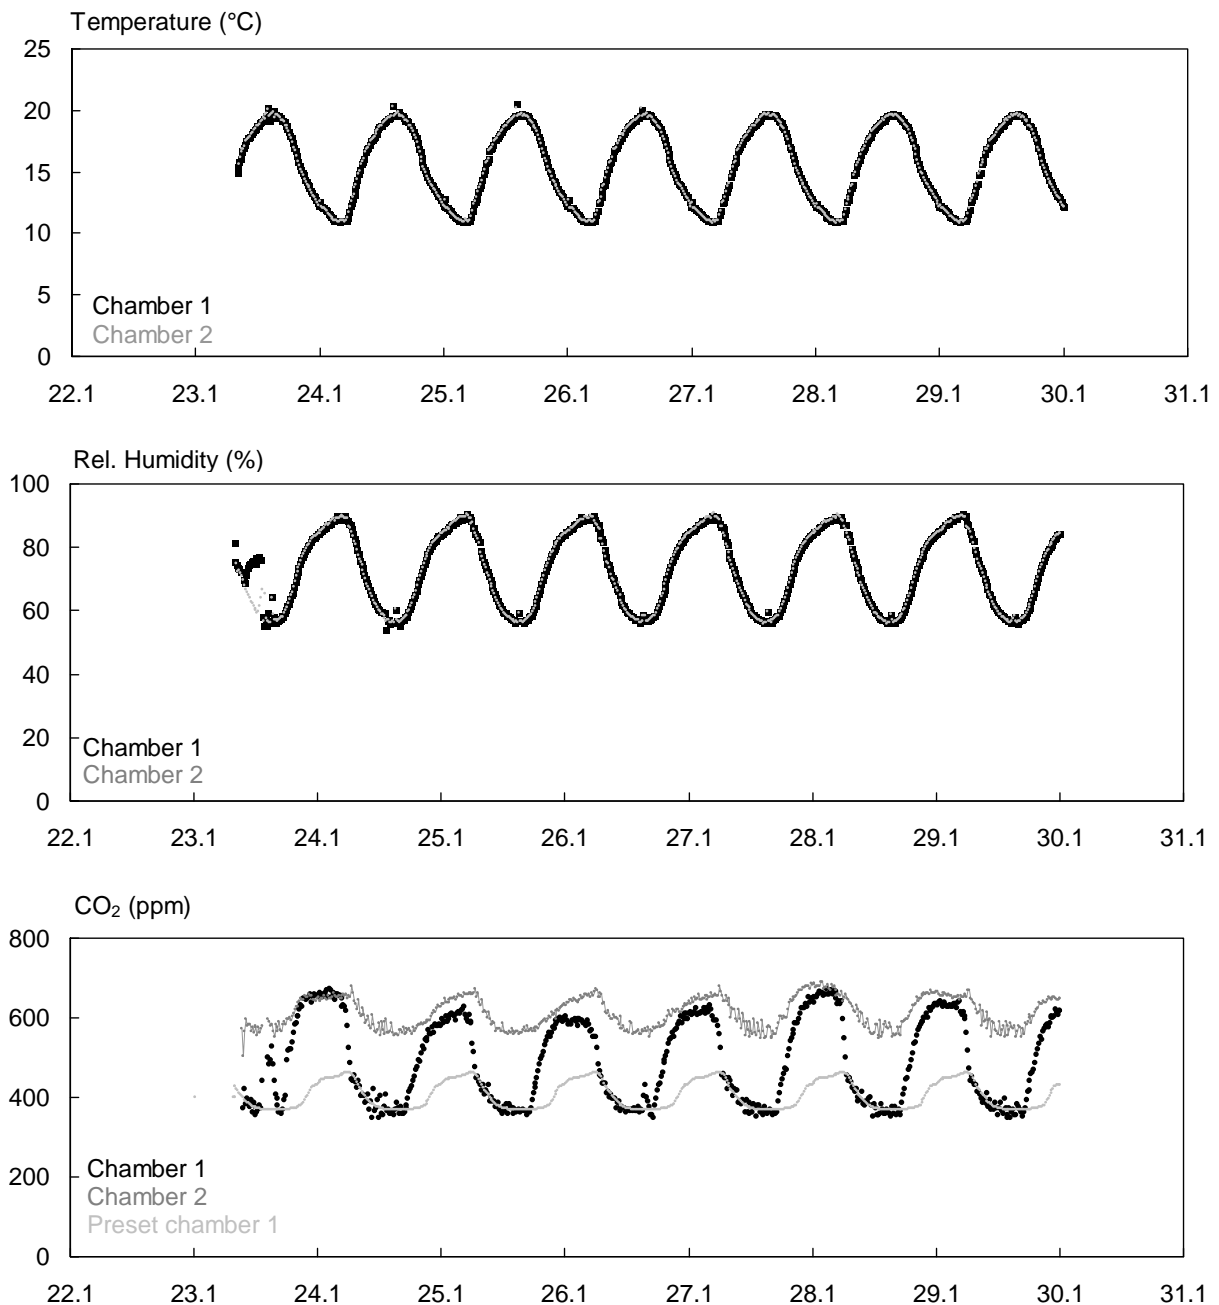 Temperature (°C)
25
20
15
10
5
0
Chamber 1
Chamber 2
22.1 23.1 24.1 25.1 26.1 27.1 28.1 29.1 30.1 31.1
Rel. Humidity (%)
100
80
60
40
20
0
Chamber 1
Chamber 2
22.1 23.1 24.1 25.1 26.1 27.1 28.1 29.1 30.1 31.1
CO₂ (ppm)
800
600
400
200
0
Chamber 1
Chamber 2
Preset chamber 1
22.1 23.1 24.1 25.1 26.1 27.1 28.1 29.1 30.1 31.1